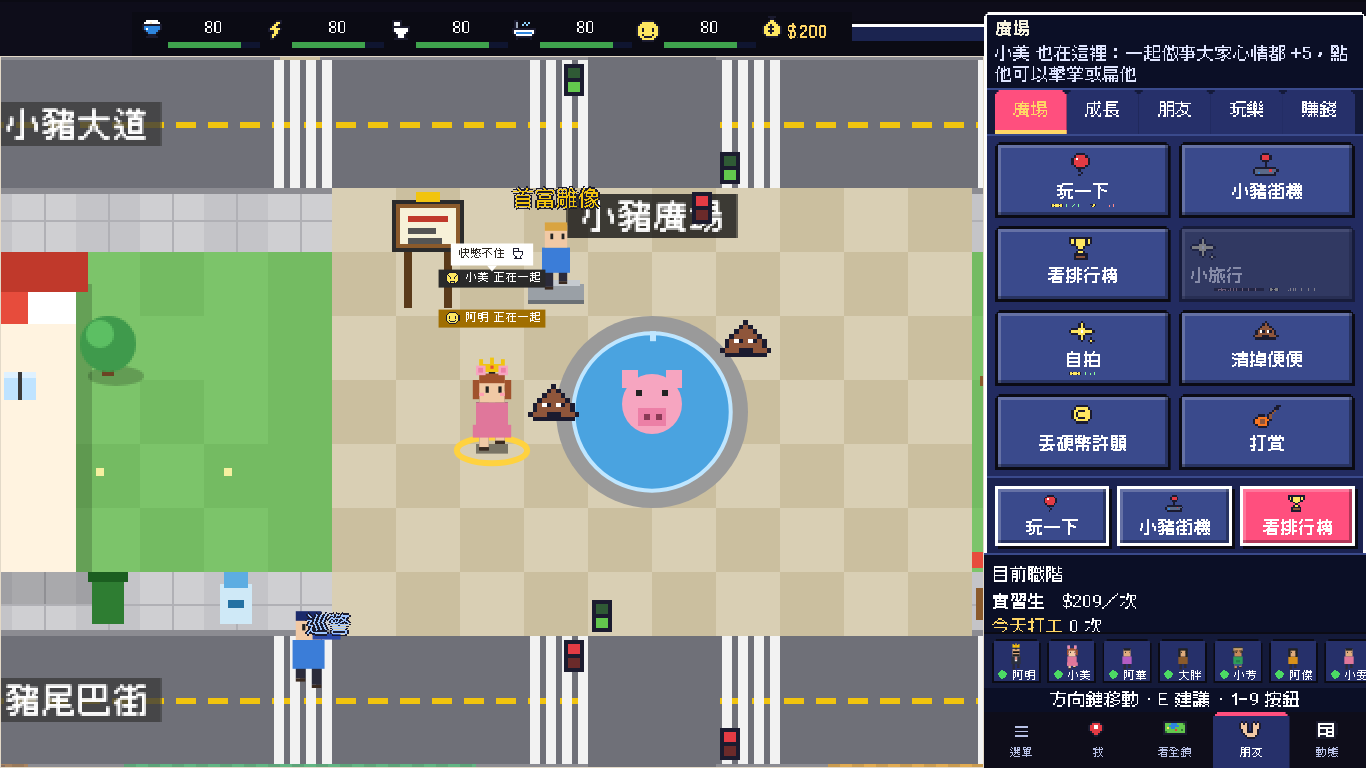 80
80
80
80
80
$200
廣場
小美 也在這裡：一起做事大家心情都 +5，點
他可以擊掌或扁他
廣場
成長
朋友
玩樂
賺錢
玩一下
小豬街機
看排行榜
小旅行
自拍
清掉便便
丟硬幣許願
打賞
玩一下
小豬街機
看排行榜
目前職階
實習生 $209／次
今天打工 0 次
阿明
小美
阿華
大胖
小芳
阿傑
小雯
方向鍵移動 · E 建議 · 1-9 按鈕
選單
我
看全鎮
朋友
動態
小豬大道
首富雕像
小豬廣場
快憋不住
小美 正在一起
阿明 正在一起
巡警
豬尾巴街